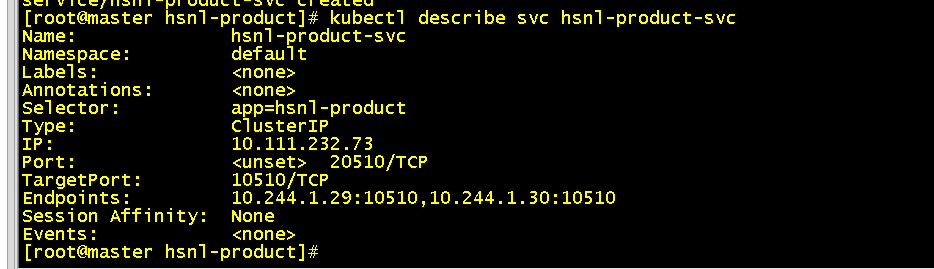 service/hsnl-product-svc created
[root@master hsnl-product]# kubectl describe svc hsnl-product-svc
Name: hsnl-product-svc
Namespace: default
Labels: <none>
Annotations: <none>
Selector: app=hsnl-product
Type: ClusterIP
IP: 10.111.232.73
Port: <unset> 20510/TCP
TargetPort: 10510/TCP
Endpoints: 10.244.1.29:10510,10.244.1.30:10510
Session Affinity: None
Events: <none>
[root@master hsnl-product]#